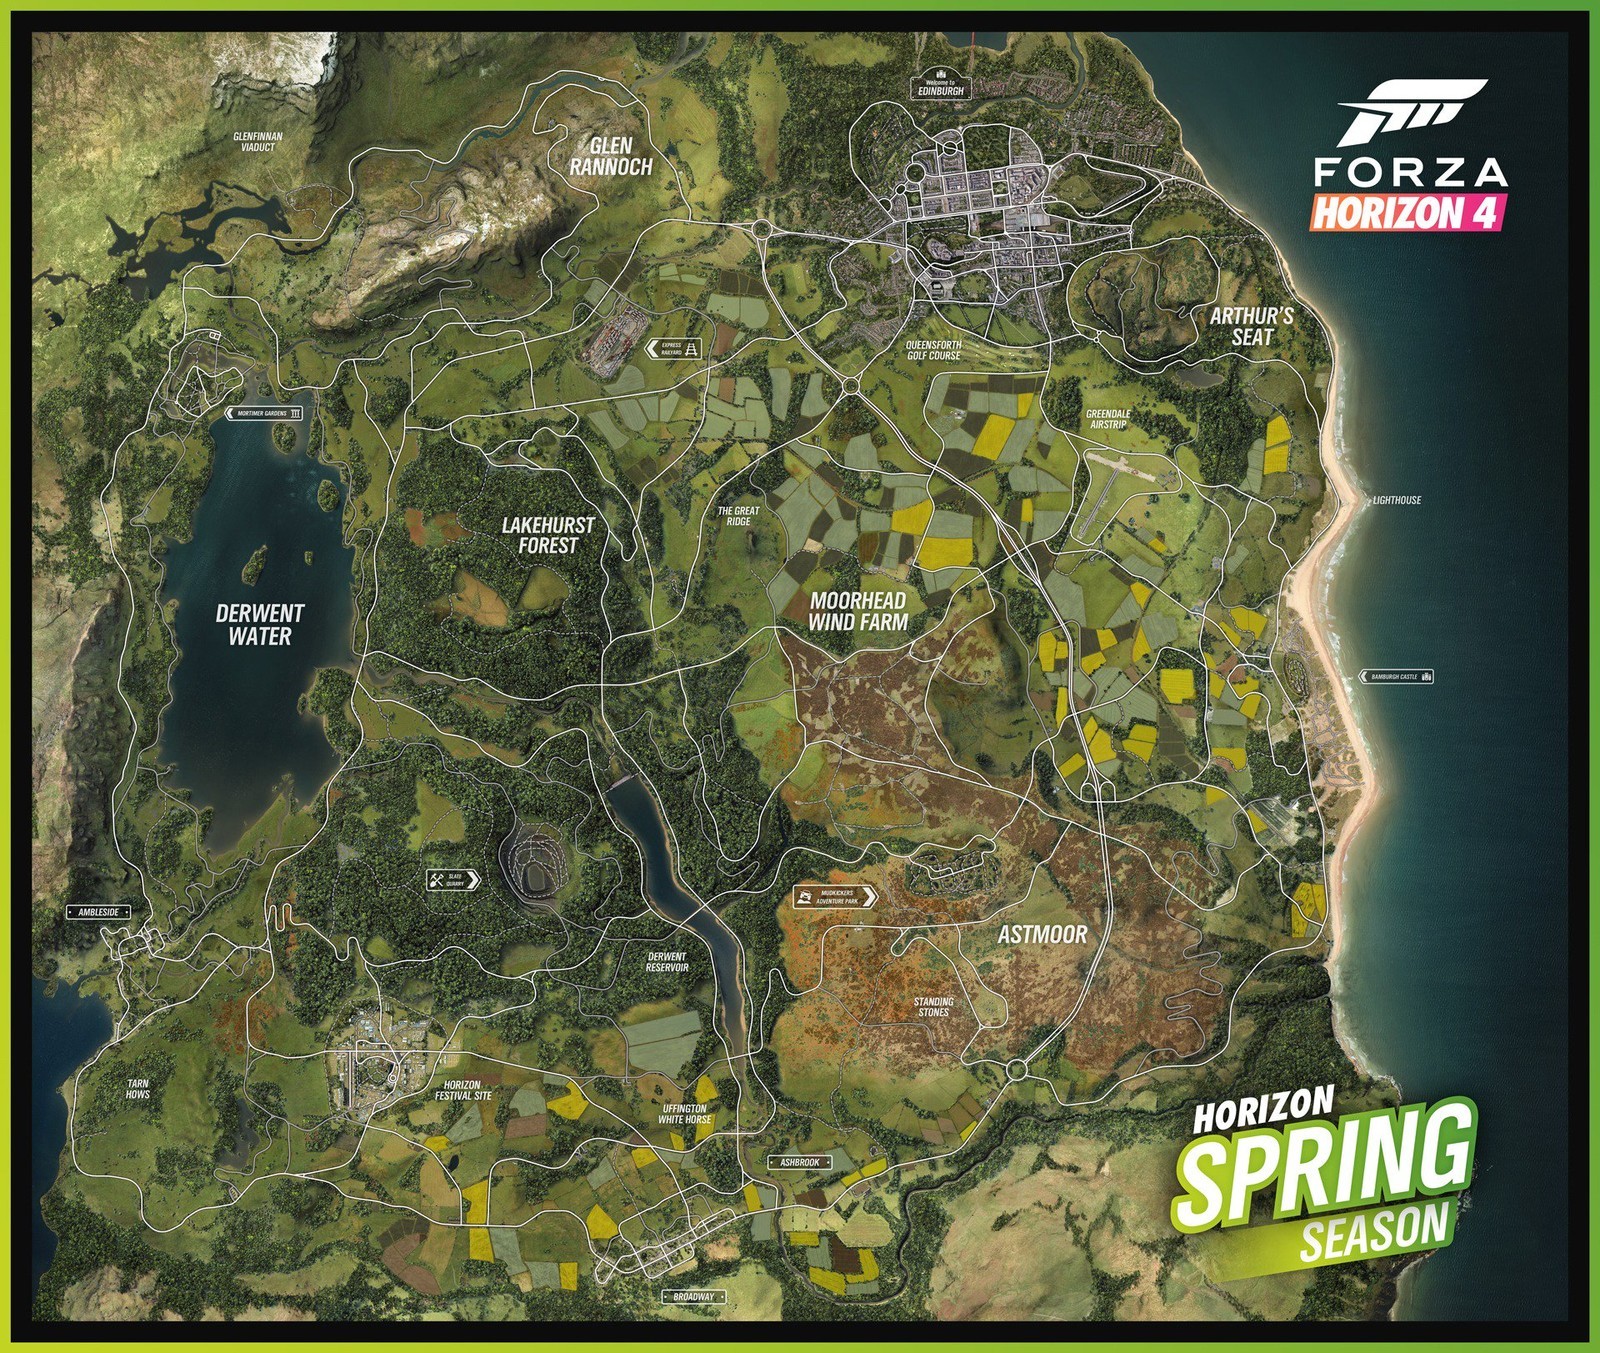 Welcome to
EDINBURGH
FORZA
HORIZON 4
GLENFINNAN
VIADUCT
GLEN
RANNOCH
ARTHUR'S
SEAT
EXPRESS
RAILYARD
QUEENSFORTH
GOLF COURSE
MORTIMER GARDENS
GREENDALE
AIRSTRIP
LIGHTHOUSE
THE GREAT
RIDGE
LAKEHURST
FOREST
DERWENT
WATER
MOORHEAD
WIND FARM
BAMBURGH CASTLE
SLATE
QUARRY
MUDKICKERS
ADVENTURE PARK
AMBLESIDE
ASTMOOR
DERWENT
RESERVOIR
STANDING
STONES
TARN
HOWS
HORIZON
FESTIVAL SITE
UFFINGTON
WHITE HORSE
ASHBROOK
BROADWAY
HORIZON
SPRING
SEASON